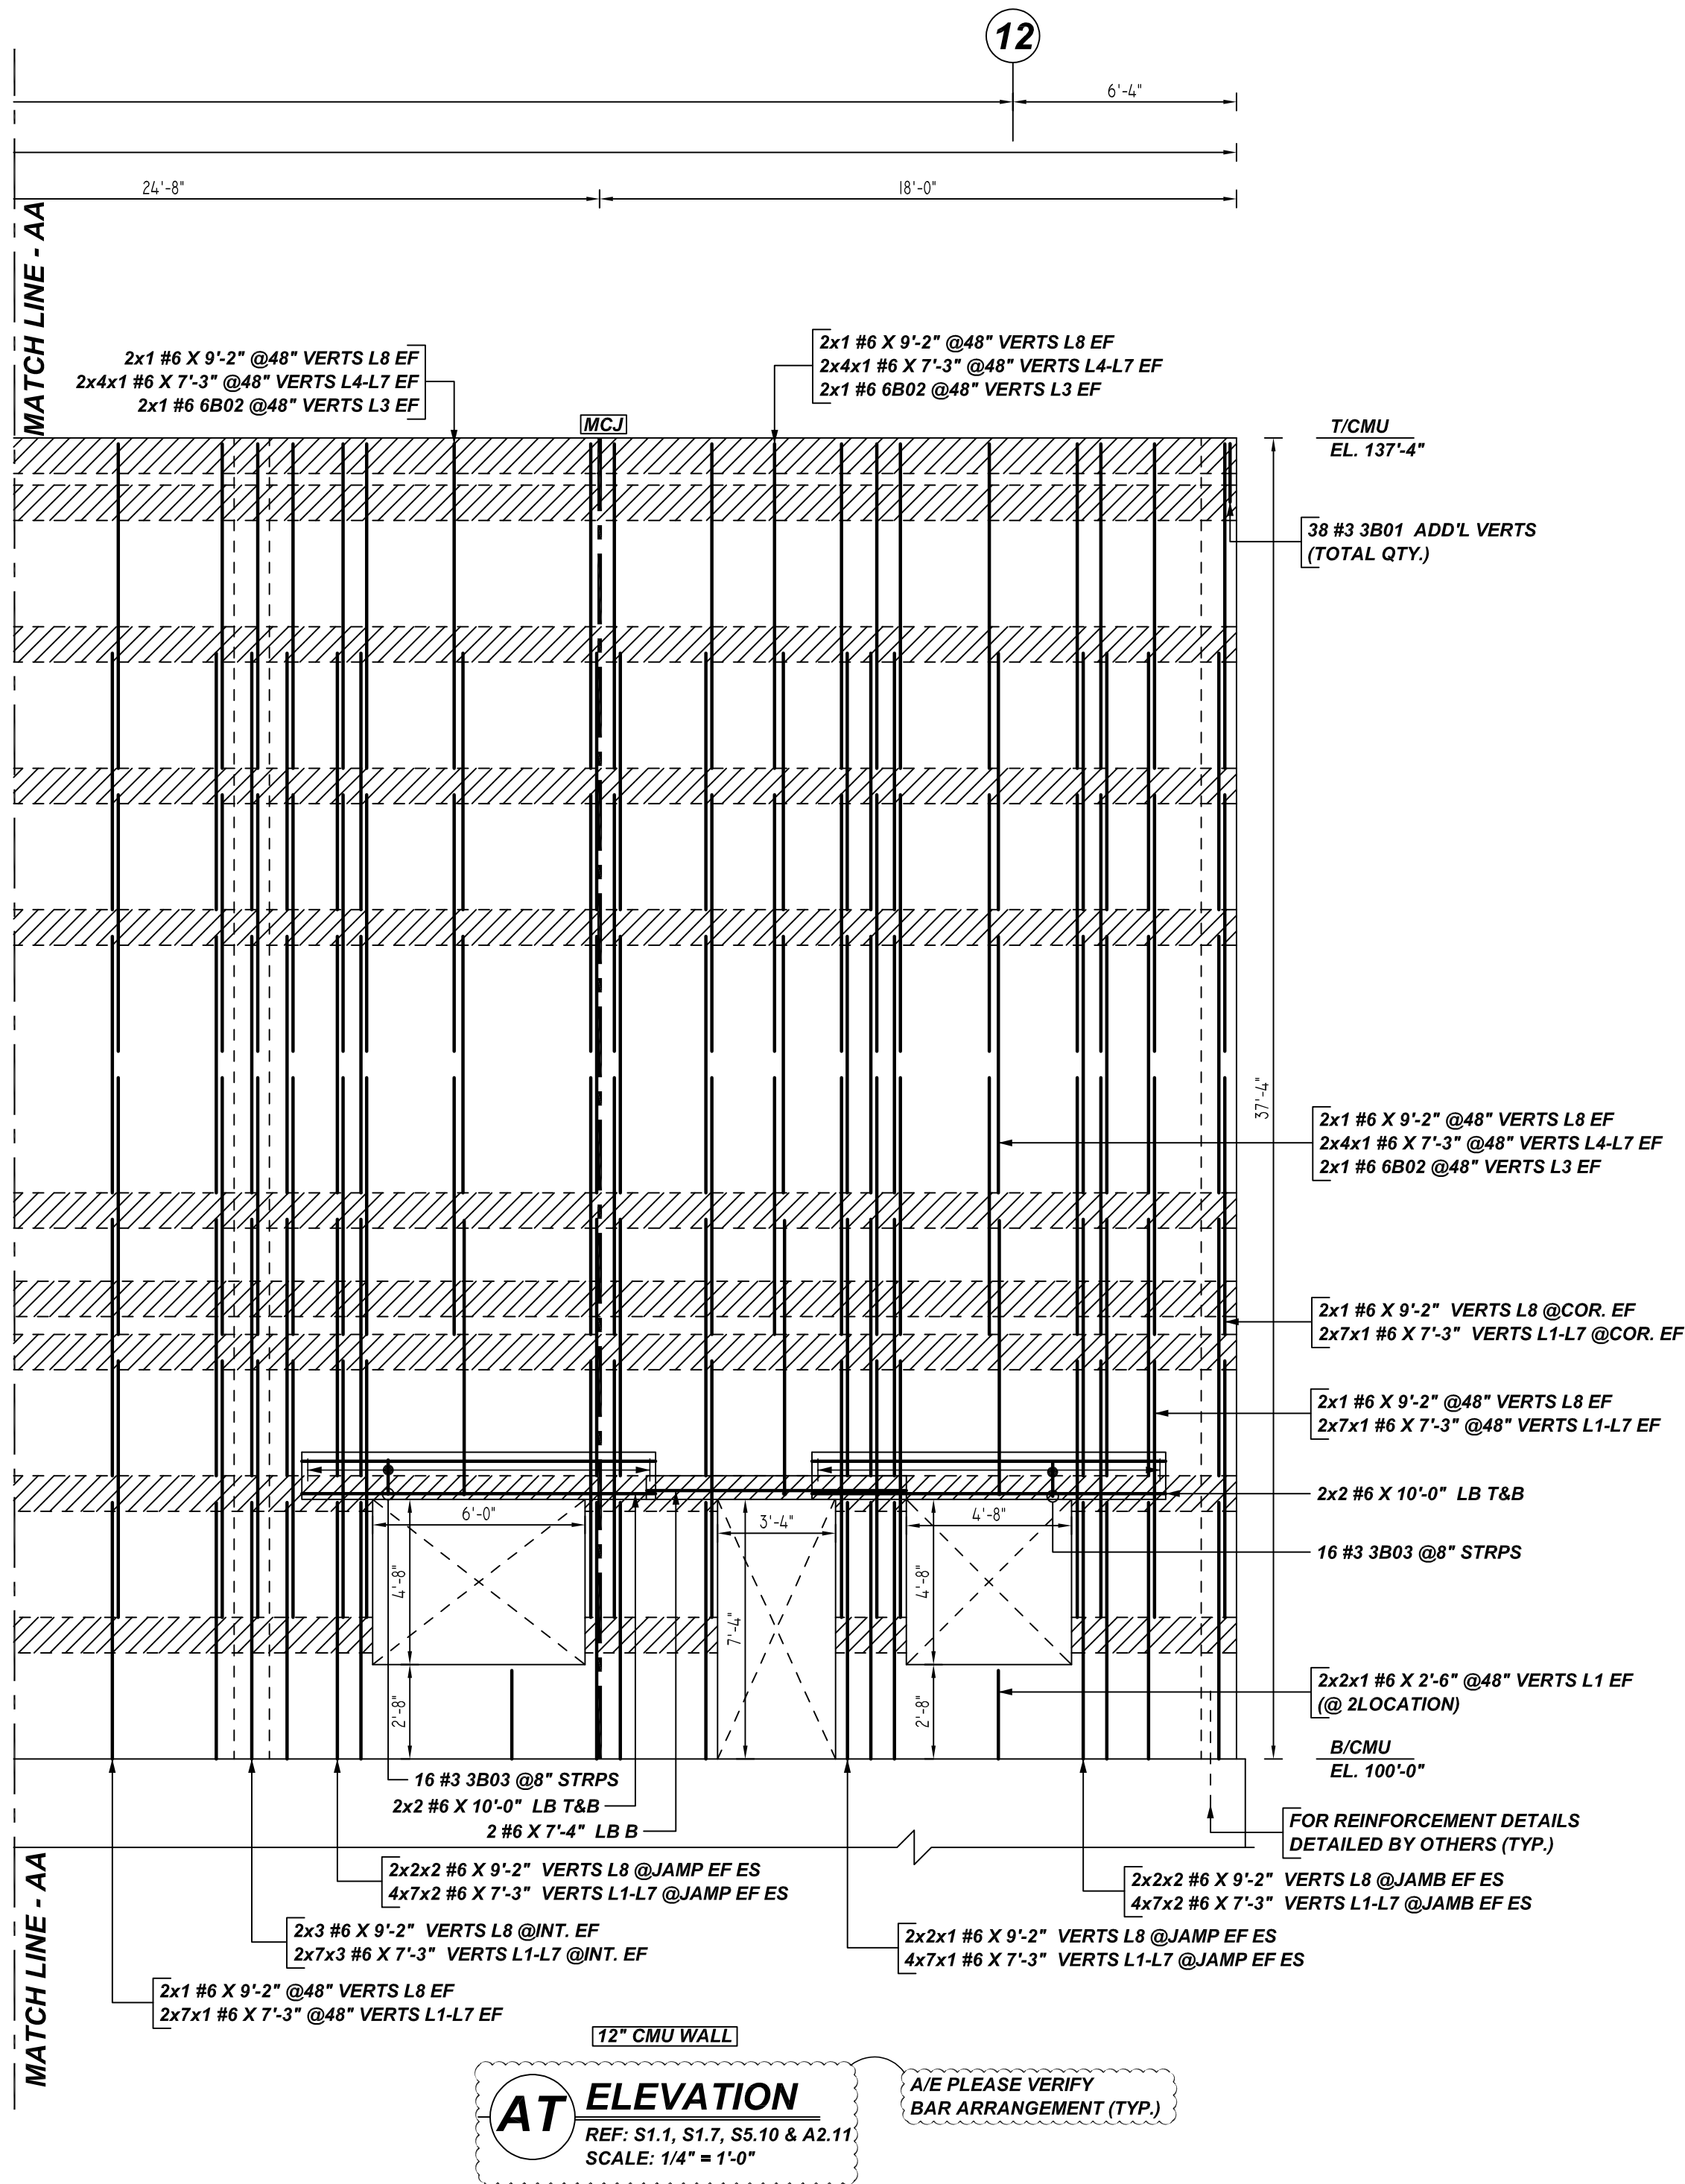 12
6'-4"
24'-8"
18'-0"
MATCH LINE - AA
2x1 #6 X 9'-2" @48" VERTS L8 EF
2x4x1 #6 X 7'-3" @48" VERTS L4-L7 EF
2x1 #6 6B02 @48" VERTS L3 EF
2x1 #6 X 9'-2" @48" VERTS L8 EF
2x4x1 #6 X 7'-3" @48" VERTS L4-L7 EF
2x1 #6 6B02 @48" VERTS L3 EF
MCJ
T/CMU
EL. 137'-4"
38 #3 3B01 ADD'L VERTS
(TOTAL QTY.)
37'-4"
2x1 #6 X 9'-2" @48" VERTS L8 EF
2x4x1 #6 X 7'-3" @48" VERTS L4-L7 EF
2x1 #6 6B02 @48" VERTS L3 EF
2x1 #6 X 9'-2" VERTS L8 @COR. EF
2x7x1 #6 X 7'-3" VERTS L1-L7 @COR. EF
2x1 #6 X 9'-2" @48" VERTS L8 EF
2x7x1 #6 X 7'-3" @48" VERTS L1-L7 EF
2x2 #6 X 10'-0" LB T&B
6'-0"
3'-4"
4'-8"
16 #3 3B03 @8" STRPS
4'-8"
7'-4"
4'-8"
2'-8"
2'-8"
2x2x1 #6 X 2'-6" @48" VERTS L1 EF
(@ 2LOCATION)
B/CMU
EL. 100'-0"
16 #3 3B03 @8" STRPS
2x2 #6 X 10'-0" LB T&B
2 #6 X 7'-4" LB B
FOR REINFORCEMENT DETAILS
DETAILED BY OTHERS (TYP.)
MATCH LINE - AA
2x2x2 #6 X 9'-2" VERTS L8 @JAMP EF ES
4x7x2 #6 X 7'-3" VERTS L1-L7 @JAMP EF ES
2x2x2 #6 X 9'-2" VERTS L8 @JAMB EF ES
4x7x2 #6 X 7'-3" VERTS L1-L7 @JAMB EF ES
2x3 #6 X 9'-2" VERTS L8 @INT. EF
2x7x3 #6 X 7'-3" VERTS L1-L7 @INT. EF
2x2x1 #6 X 9'-2" VERTS L8 @JAMP EF ES
4x7x1 #6 X 7'-3" VERTS L1-L7 @JAMP EF ES
2x1 #6 X 9'-2" @48" VERTS L8 EF
2x7x1 #6 X 7'-3" @48" VERTS L1-L7 EF
12" CMU WALL
AT
ELEVATION
REF: S1.1, S1.7, S5.10 & A2.11
SCALE: 1/4" = 1'-0"
A/E PLEASE VERIFY
BAR ARRANGEMENT (TYP.)